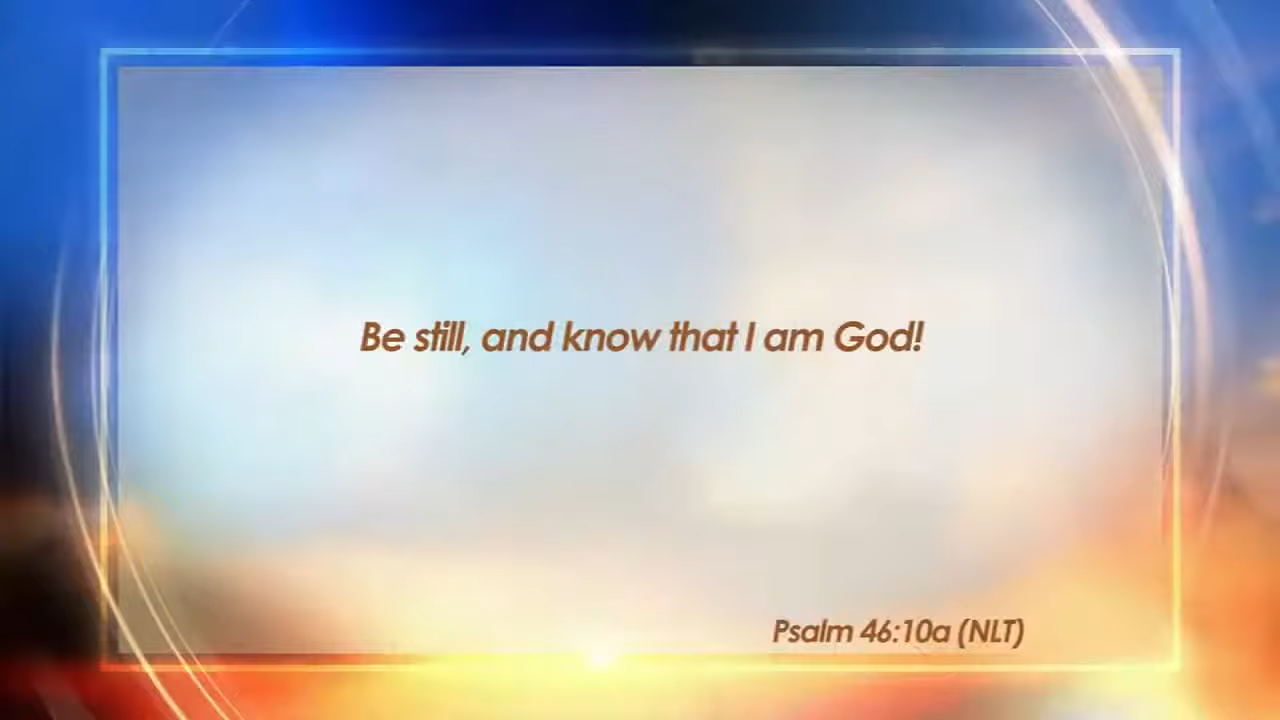 Be still, and know that I am God!
Psalm 46:10a (NLT)